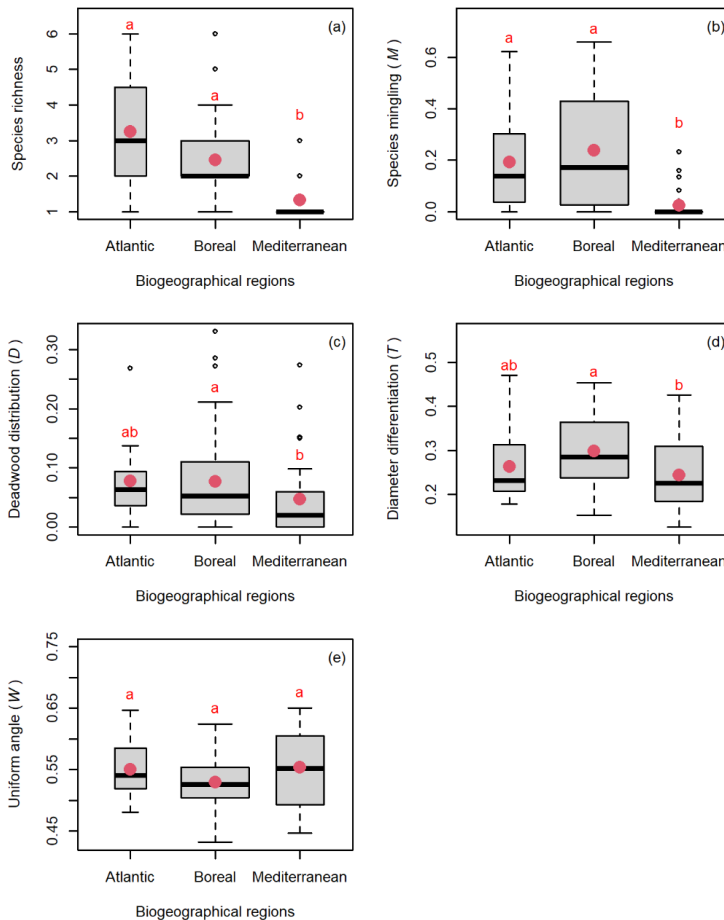 (a)
a
a
b
Species richness
6
5
4
3
2
1
Atlantic Boreal Mediterranean
Biogeographical regions
(b)
a
a
b
Species mingling (M)
0.6
0.4
0.2
0.0
Atlantic Boreal Mediterranean
Biogeographical regions
(c)
ab
a
b
Deadwood distribution (D)
0.30
0.20
0.10
0.00
Atlantic Boreal Mediterranean
Biogeographical regions
(d)
ab
a
b
Diameter differentiation (T)
0.5
0.4
0.3
0.2
Atlantic Boreal Mediterranean
Biogeographical regions
(e)
a
a
a
Uniform angle (W)
0.75
0.65
0.55
0.45
Atlantic Boreal Mediterranean
Biogeographical regions